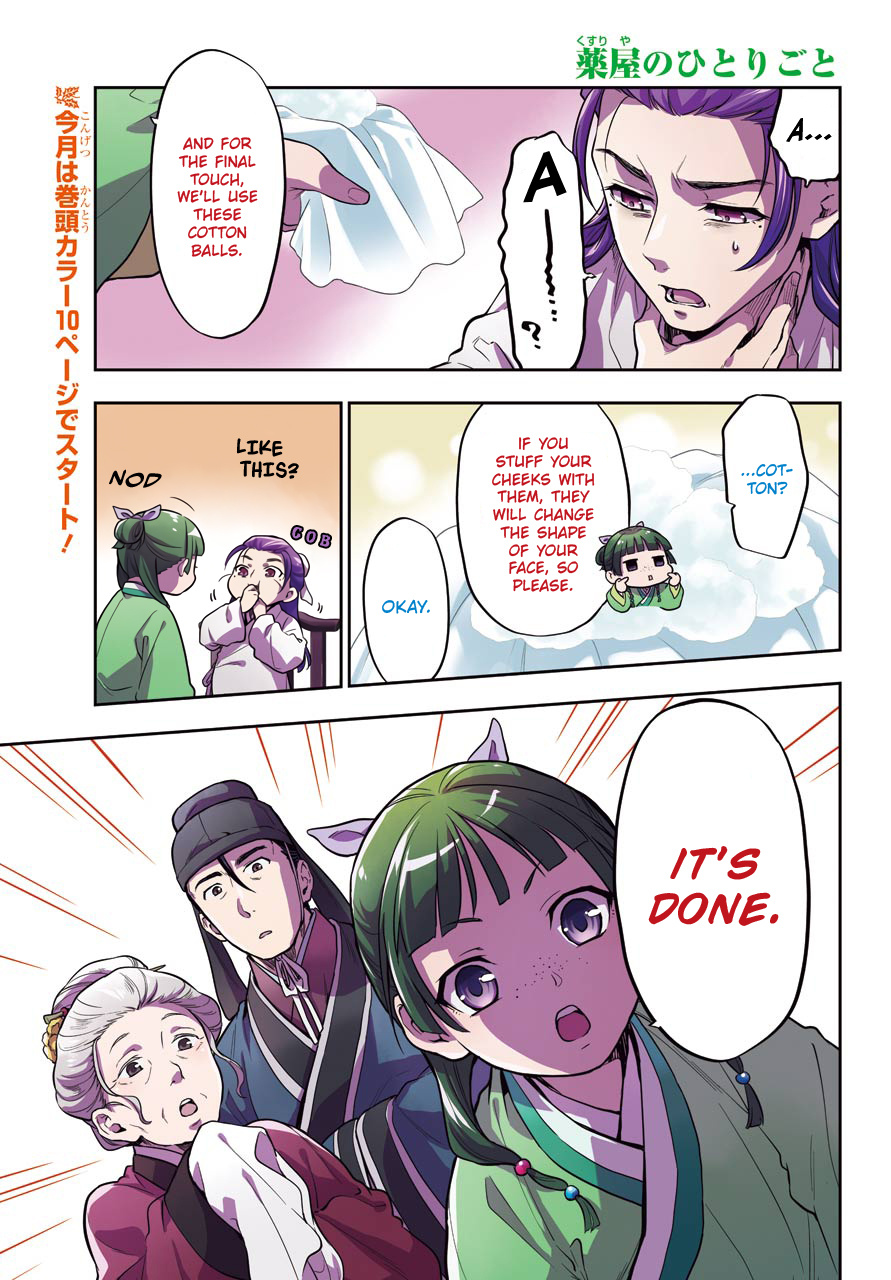 くすり や
薬屋のひとりごと
こんげつ かんとう
今月は巻頭カラー10ページでスタート!
A...
A
?
AND FOR
THE FINAL
TOUCH,
WE'LL USE
THESE
COTTON
BALLS.
...COT-
TON?
IF YOU
STUFF YOUR
CHEEKS WITH
THEM, THEY
WILL CHANGE
THE SHAPE
OF YOUR
FACE, SO
PLEASE.
OKAY.
LIKE
THIS?
GOB
NOD
IT'S
DONE.